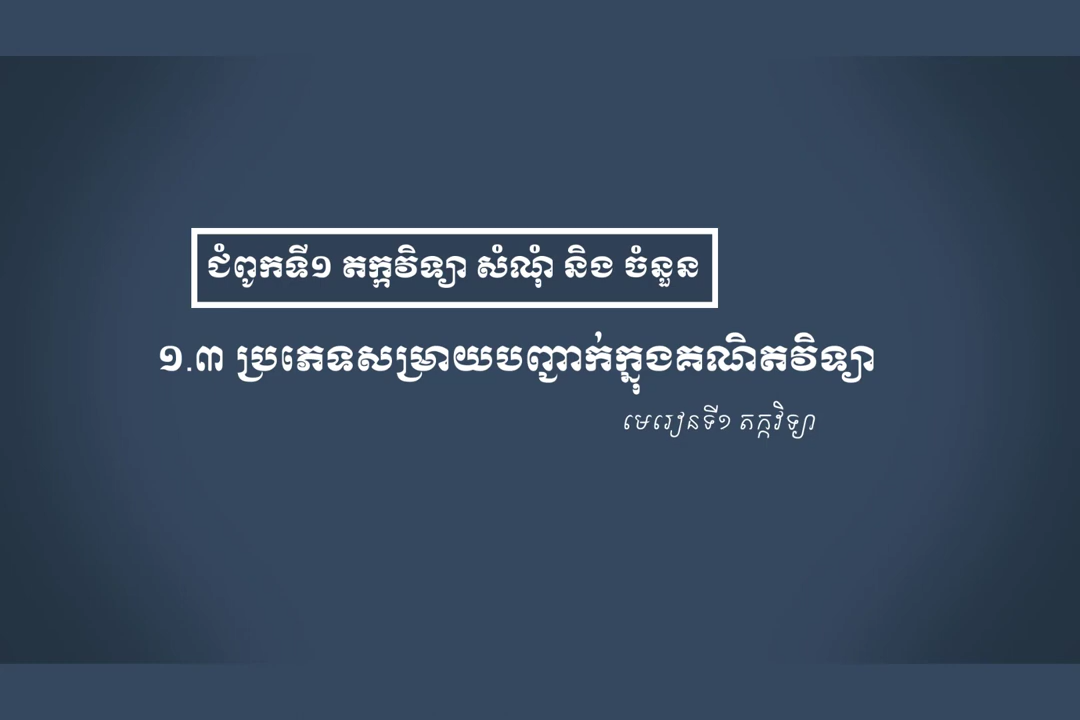 ជំពូកទី១ តក្កវិទ្យា សំណុំ និង ចំនួន
១.៣ ប្រភេទសម្រាយបញ្ជាក់ក្នុងគណិតវិទ្យា
មេរៀនទី១ តក្កវិទ្យា